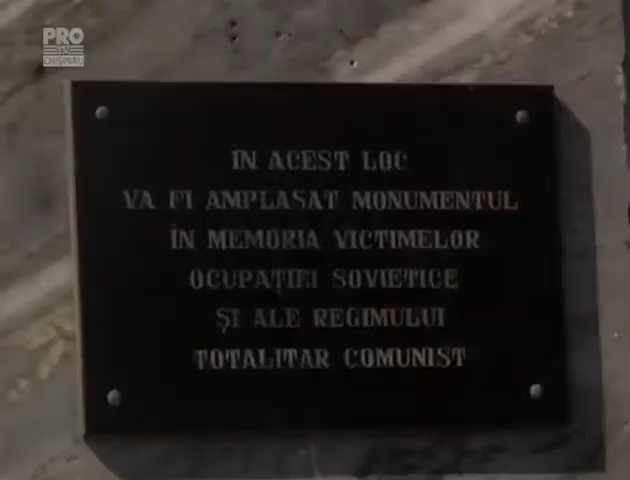 PRO
TV
CHIȘINĂU
ÎN ACEST LOC
VA FI AMPLASAT MONUMENTUL
ÎN MEMORIA VICTIMELOR
OCUPAȚIEI SOVIETICE
ȘI ALE REGIMULUI
TOTALITAR COMUNIST